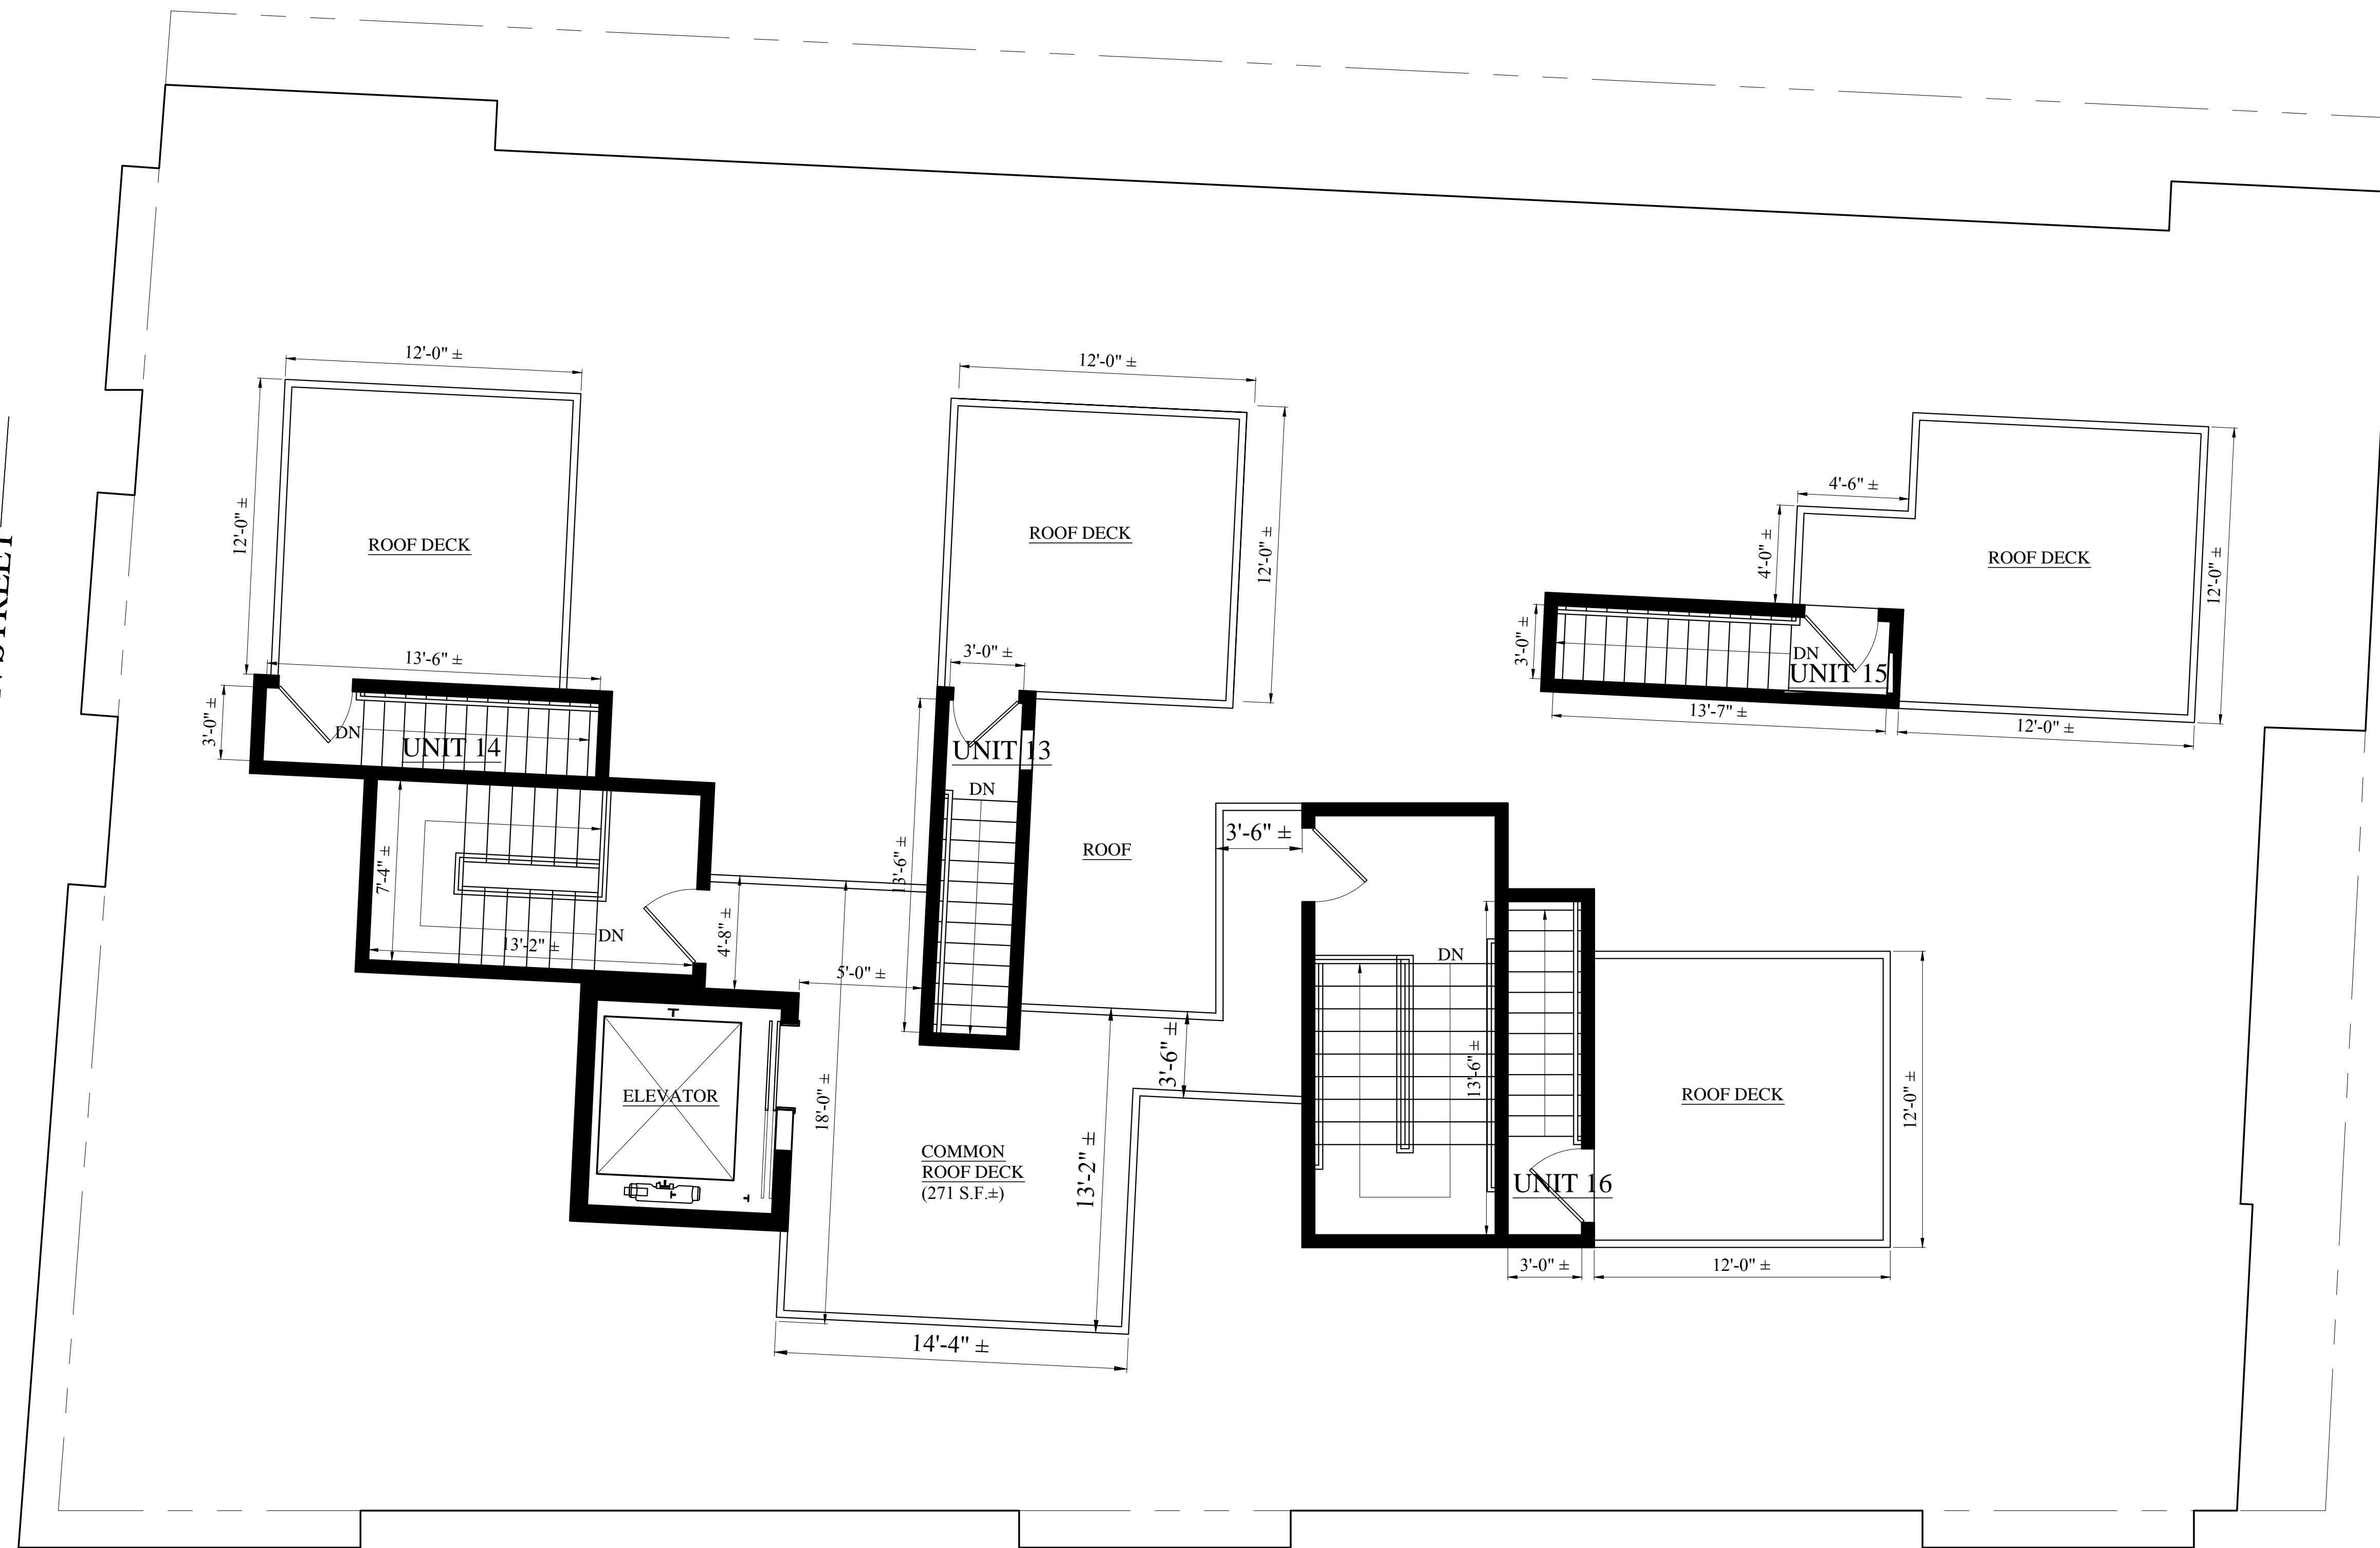 12'-0" ±
12'-0" ±
ROOF DECK
13'-6" ±
3'-0" ±
DN
UNIT 14
12'-0" ±
12'-0" ±
ROOF DECK
3'-0" ±
UNIT 13
DN
13'-6" ±
ROOF
4'-6" ±
4'-0" ±
ROOF DECK
12'-0" ±
3'-0" ±
DN
UNIT 15
13'-7" ±
12'-0" ±
7'-4" ±
13'-2" ±
DN
4'-8" ±
5'-0" ±
18'-0" ±
ELEVATOR
COMMON
ROOF DECK
(271 S.F.±)
13'-2" ±
14'-4" ±
3'-6" ±
3'-6" ±
DN
13'-6" ±
UNIT 16
ROOF DECK
12'-0" ±
3'-0" ±
12'-0" ±
STREET